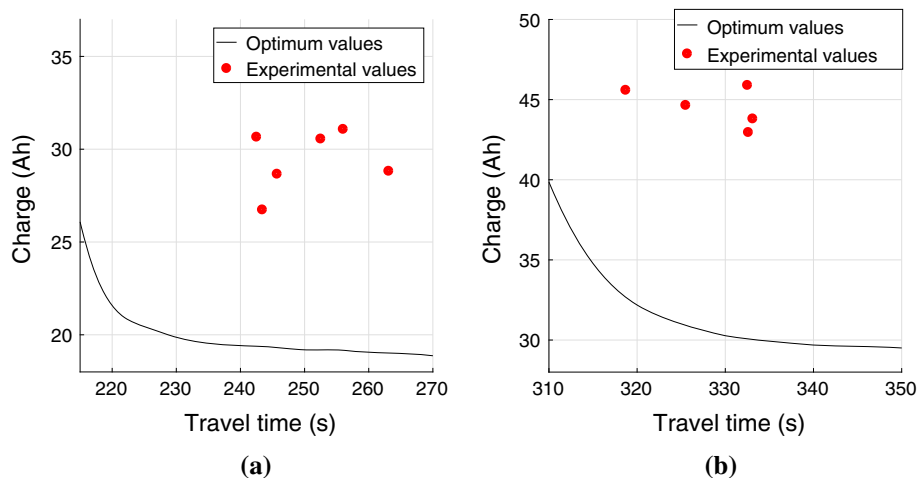 35
30
25
20
Charge (Ah)
Optimum values
Experimental values
220 230 240 250 260 270
Travel time (s)
(a)
50
45
40
35
30
Charge (Ah)
Optimum values
Experimental values
310 320 330 340 350
Travel time (s)
(b)